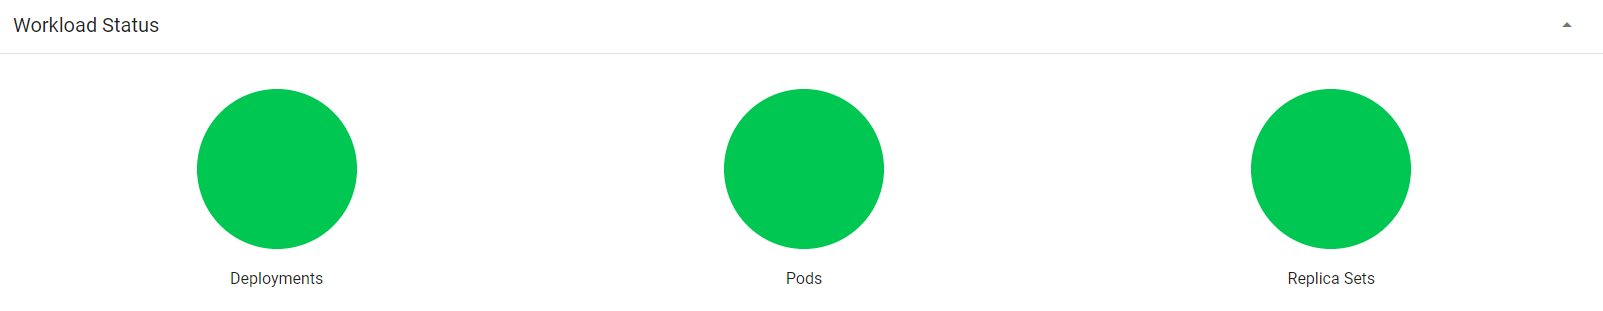 Workload Status
Deployments
Pods
Replica Sets